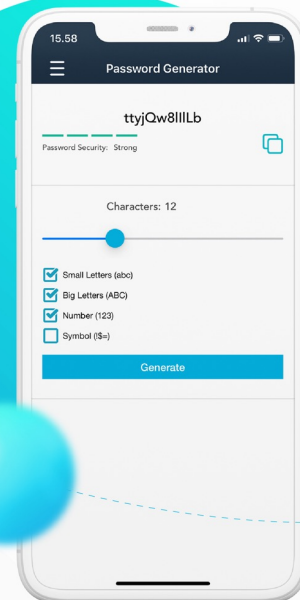 15.58
Password Generator
ttyjQw8lIlLb
Password Security: Strong
Characters: 12
Small Letters (abc)
Big Letters (ABC)
Number (123)
Symbol (!$=)
Generate